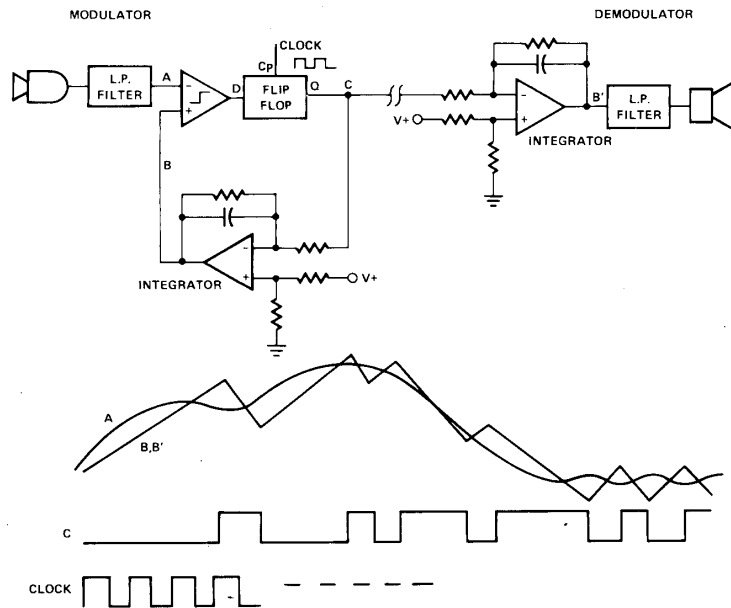 MODULATOR
DEMODULATOR
CLOCK
CP
L.P.
FILTER
A
-
+
D
FLIP
FLOP
Q
C
B
INTEGRATOR
-
+
V+
V+
-
+
INTEGRATOR
B'
L.P.
FILTER
A
B,B'
C
CLOCK